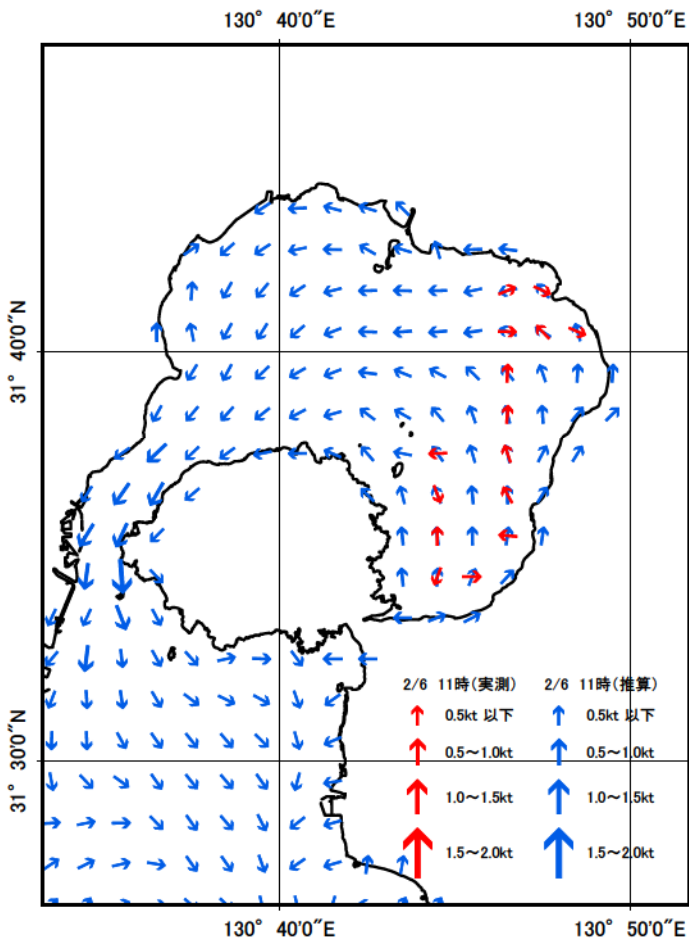 130° 40'0"E 130° 50'0"E
31° 40'0"N
31° 30'0"N
2/6 11時(実測) 2/6 11時(推算)
0.5kt 以下 0.5kt 以下
0.5～1.0kt 0.5～1.0kt
1.0～1.5kt 1.0～1.5kt
1.5～2.0kt 1.5～2.0kt
130° 40'0"E 130° 50'0"E